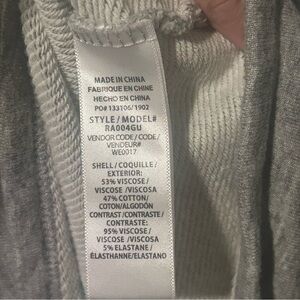 MADE IN CHINA
FABRIQUE EN CHINE
HECHO EN CHINA
PO# 133106/1902
STYLE / MODEL#
RA004GU
VENDOR CODE / CODE/
VENDEUR#
WE0017
SHELL / COQUILLE /
EXTERIOR:
53% VISCOSE /
VISCOSE /VISCOSA
47% COTTON/
COTON/ALGODÓN
CONTRAST/CONTRASTE/
CONTRASTE:
95% VISCOSE/
VISCOSE /VISCOSA
5% ELASTANE /
ÉLASTHANNE/ELASTANO